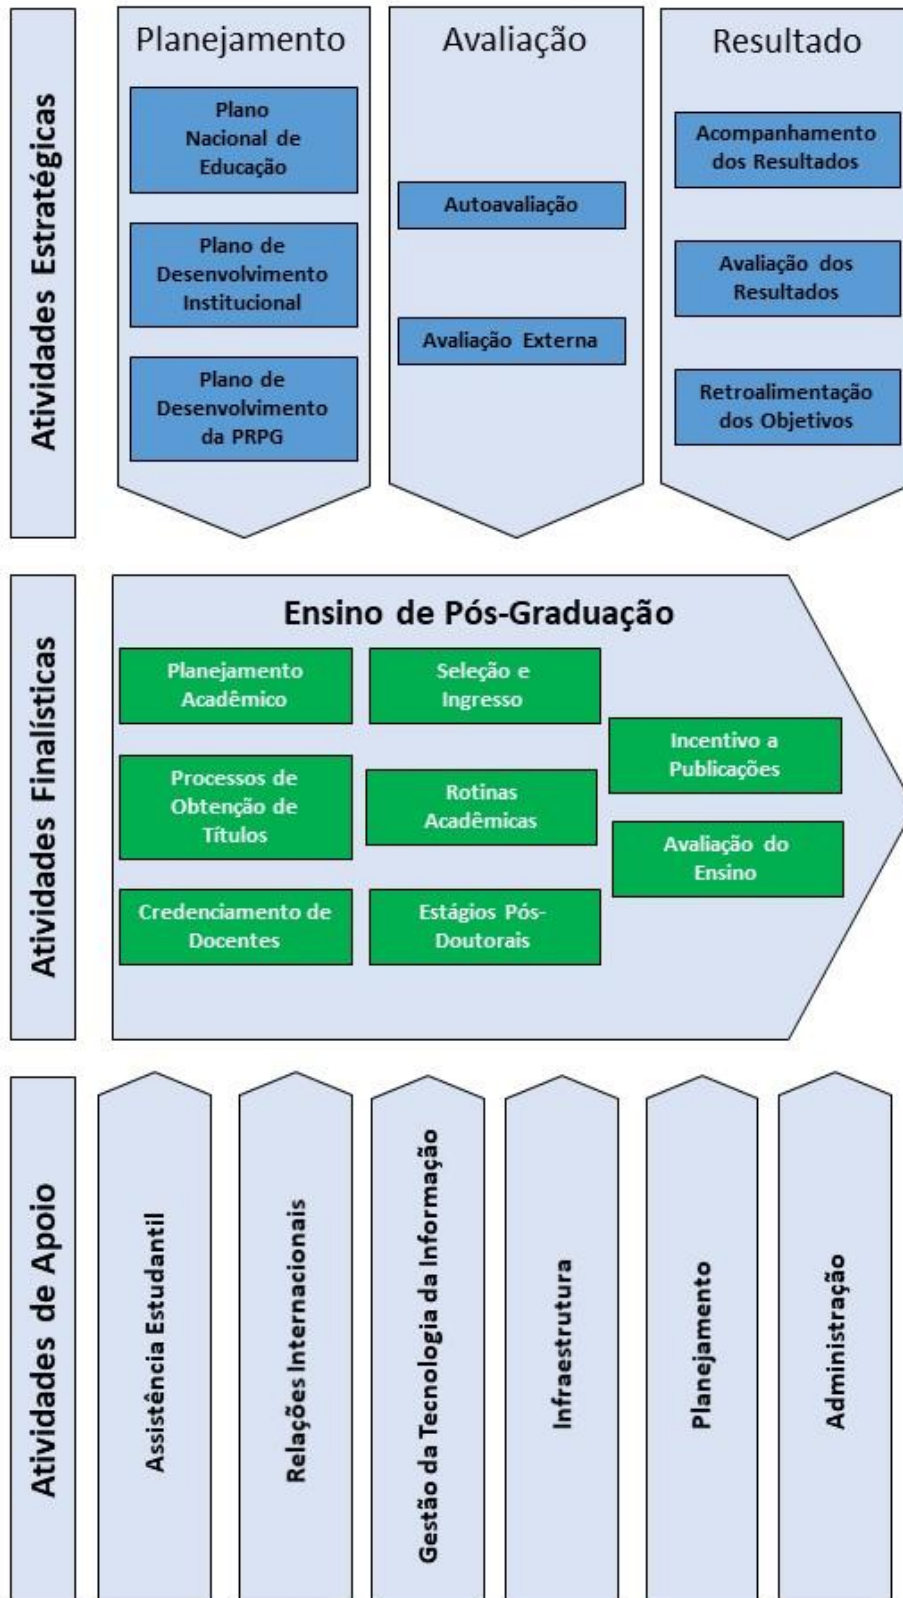 Atividades Estratégicas
Planejamento
Plano
Nacional de
Educação
Plano de
Desenvolvimento
Institucional
Plano de
Desenvolvimento
da PRPG
Avaliação
Autoavaliação
Avaliação Externa
Resultado
Acompanhamento
dos Resultados
Avaliação dos
Resultados
Retroalimentação
dos Objetivos
Atividades Finalísticas
Ensino de Pós-Graduação
Planejamento
Acadêmico
Processos de
Obtenção de
Títulos
Credenciamento de
Docentes
Seleção e
Ingresso
Rotinas
Acadêmicas
Estágios Pós-
Doutorais
Incentivo a
Publicações
Avaliação do
Ensino
Atividades de Apoio
Assistência Estudantil
Relações Internacionais
Gestão da Tecnologia da Informação
Infraestrutura
Planejamento
Administração